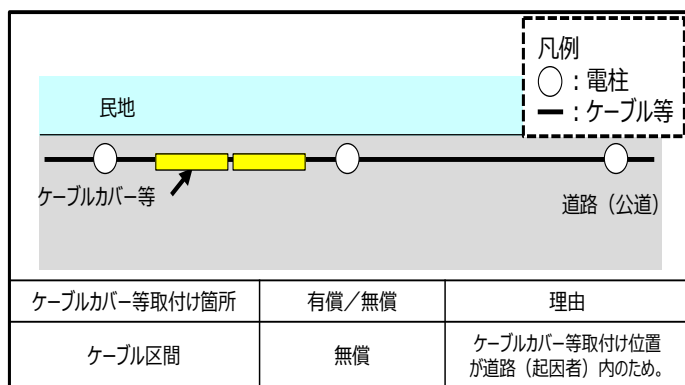 凡例
：電柱
：ケーブル等
民地
ケーブルカバー等
道路（公道）
ケーブルカバー等取付け箇所
有償／無償
理由
ケーブル区間
無償
ケーブルカバー等取付け位置
が道路（起因者）内のため。